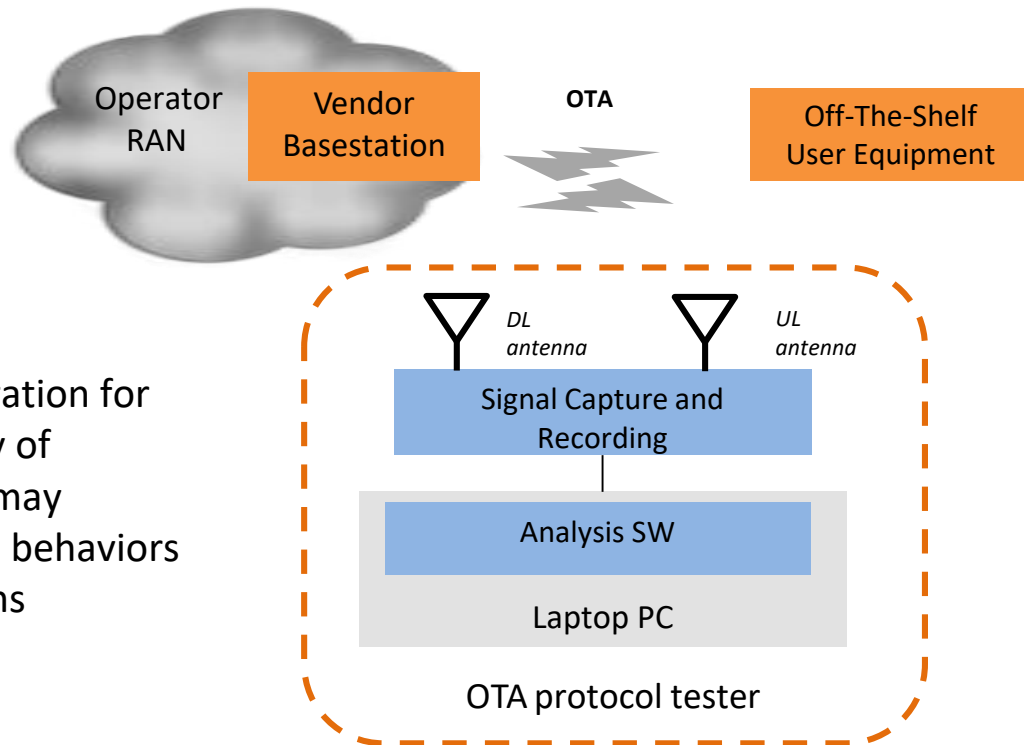 Operator
RAN
Vendor
Basestation
OTA
Off-The-Shelf
User Equipment
DL
antenna
UL
antenna
Signal Capture and
Recording
Analysis SW
Laptop PC
OTA protocol tester
ation for
of
may
behaviors